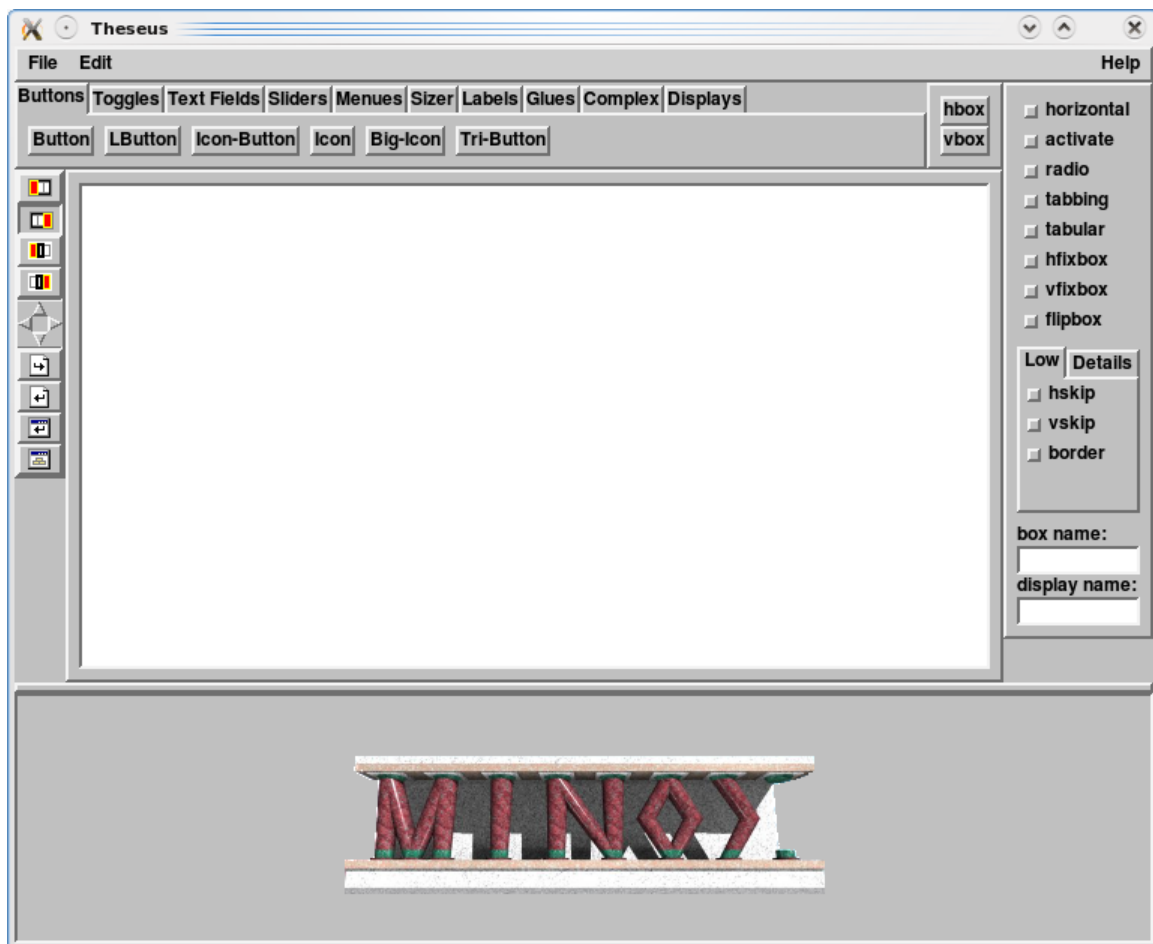 Theseus
File Edit Help
Buttons Toggles Text Fields Sliders Menues Sizer Labels Glues Complex Displays
Button LButton Icon-Button Icon Big-Icon Tri-Button
hbox
vbox
horizontal
activate
radio
tabbing
tabular
hfixbox
vfixbox
flipbox
Low Details
hskip
vskip
border
box name:
display name:
MINOS